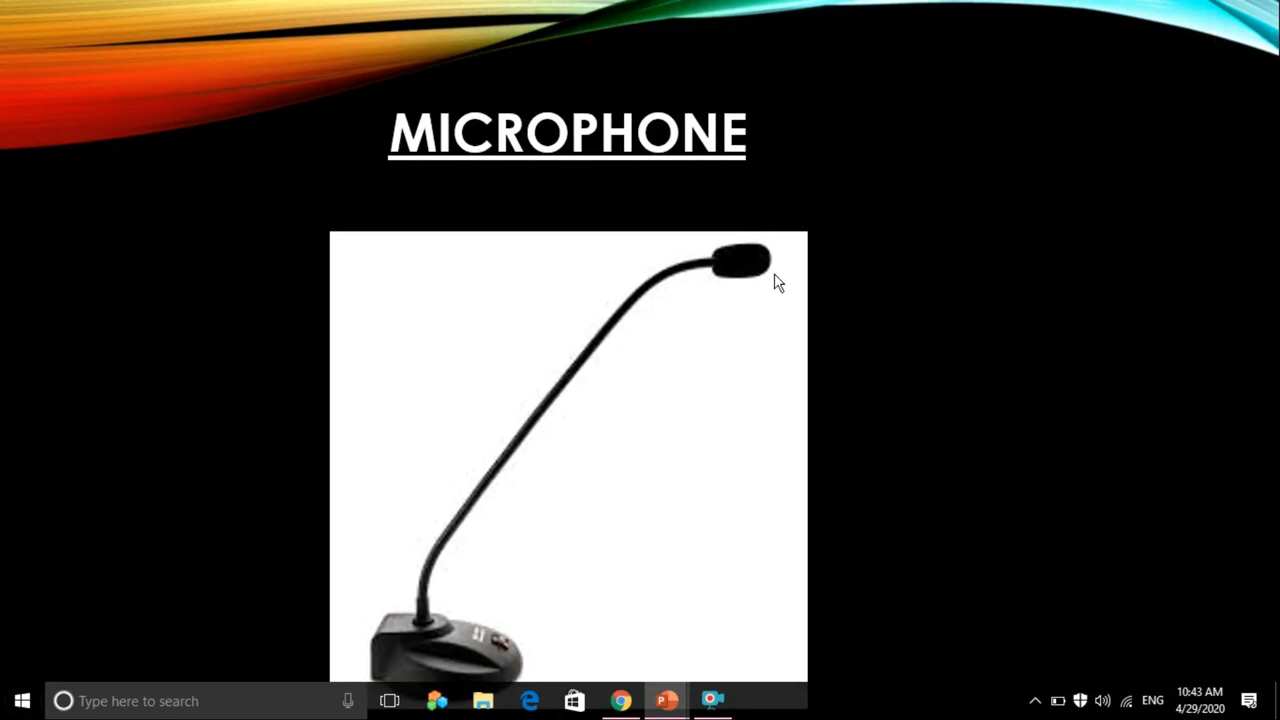 MICROPHONE
Type here to search
ENG
10:43 AM
4/29/2020